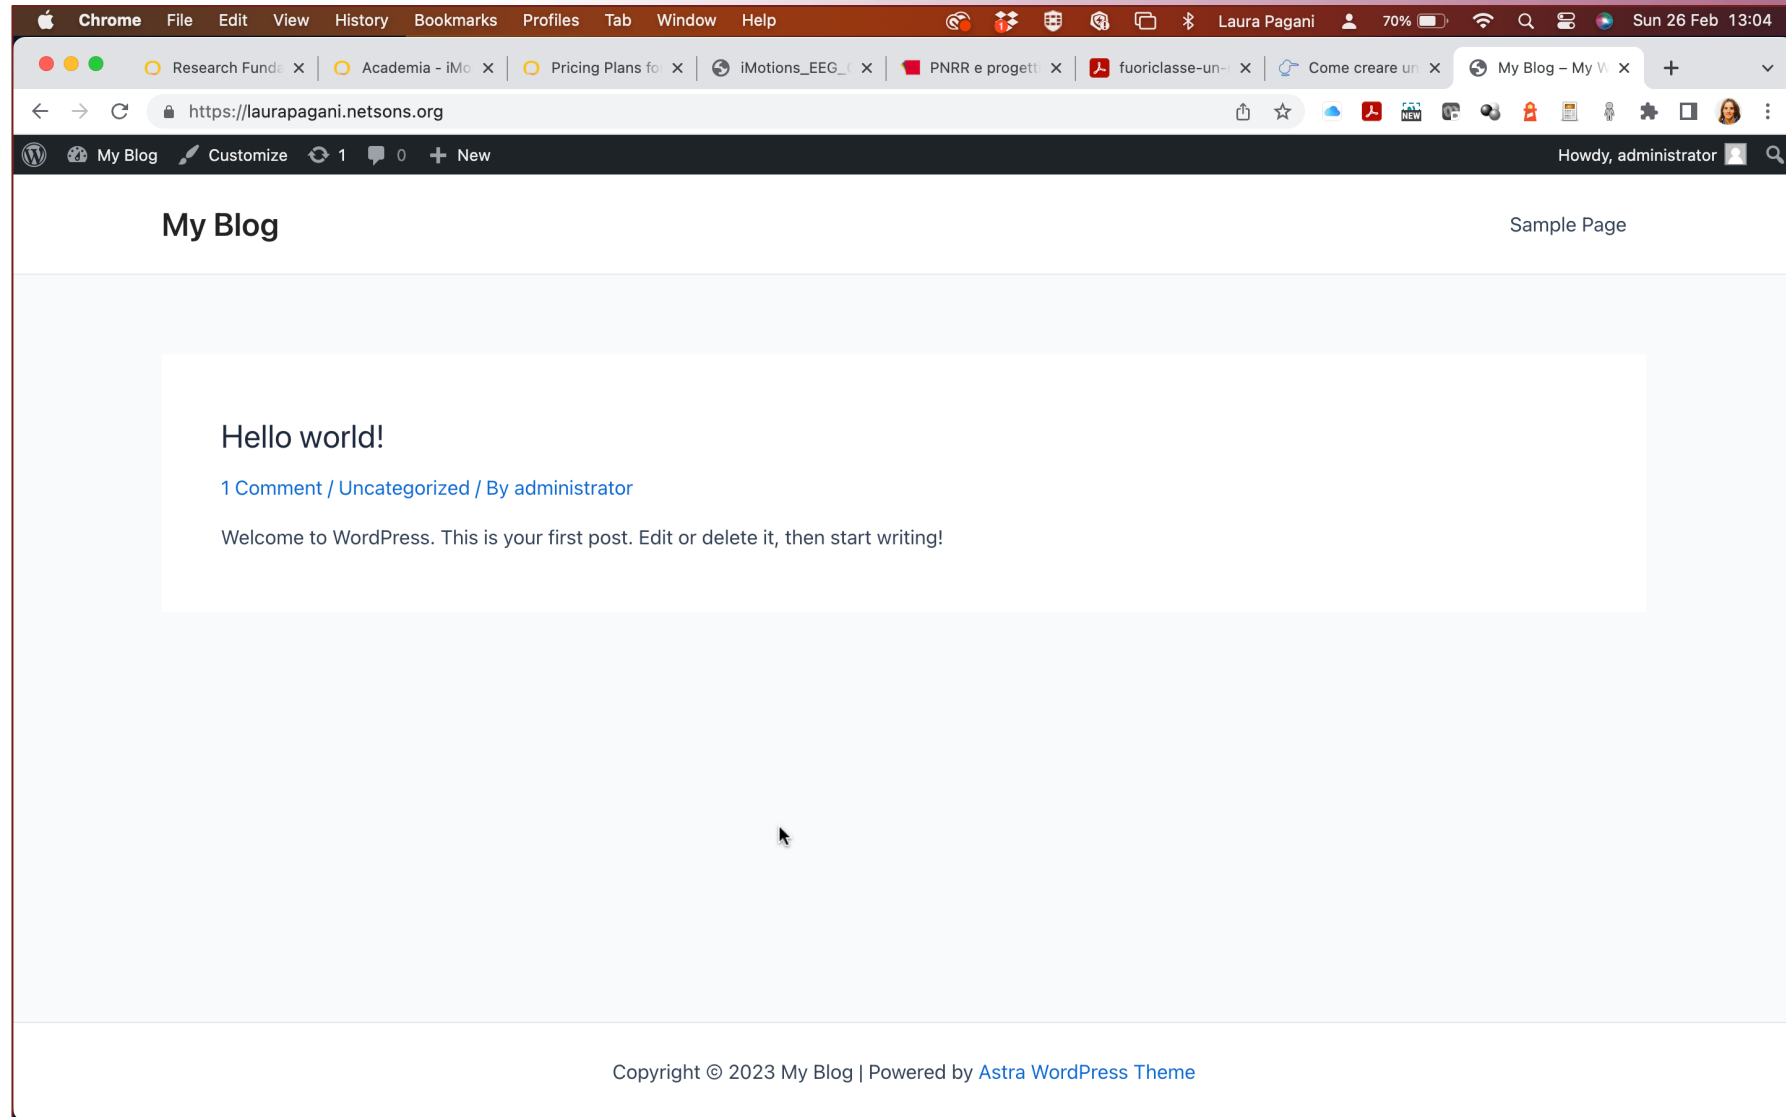 Chrome File Edit View History Bookmarks Profiles Tab Window Help Laura Pagani 70% Sun 26 Feb 13:04
Research Funda Academia - iMo Pricing Plans fo iMotions_EEG_ PNRR e progett fuoriclasse-un- Come creare un My Blog – My W
https://laurapagani.netsons.org NEW
My Blog Customize 1 0 New Howdy, administrator
My Blog Sample Page
Hello world!
1 Comment / Uncategorized / By administrator
Welcome to WordPress. This is your first post. Edit or delete it, then start writing!
Copyright © 2023 My Blog | Powered by Astra WordPress Theme